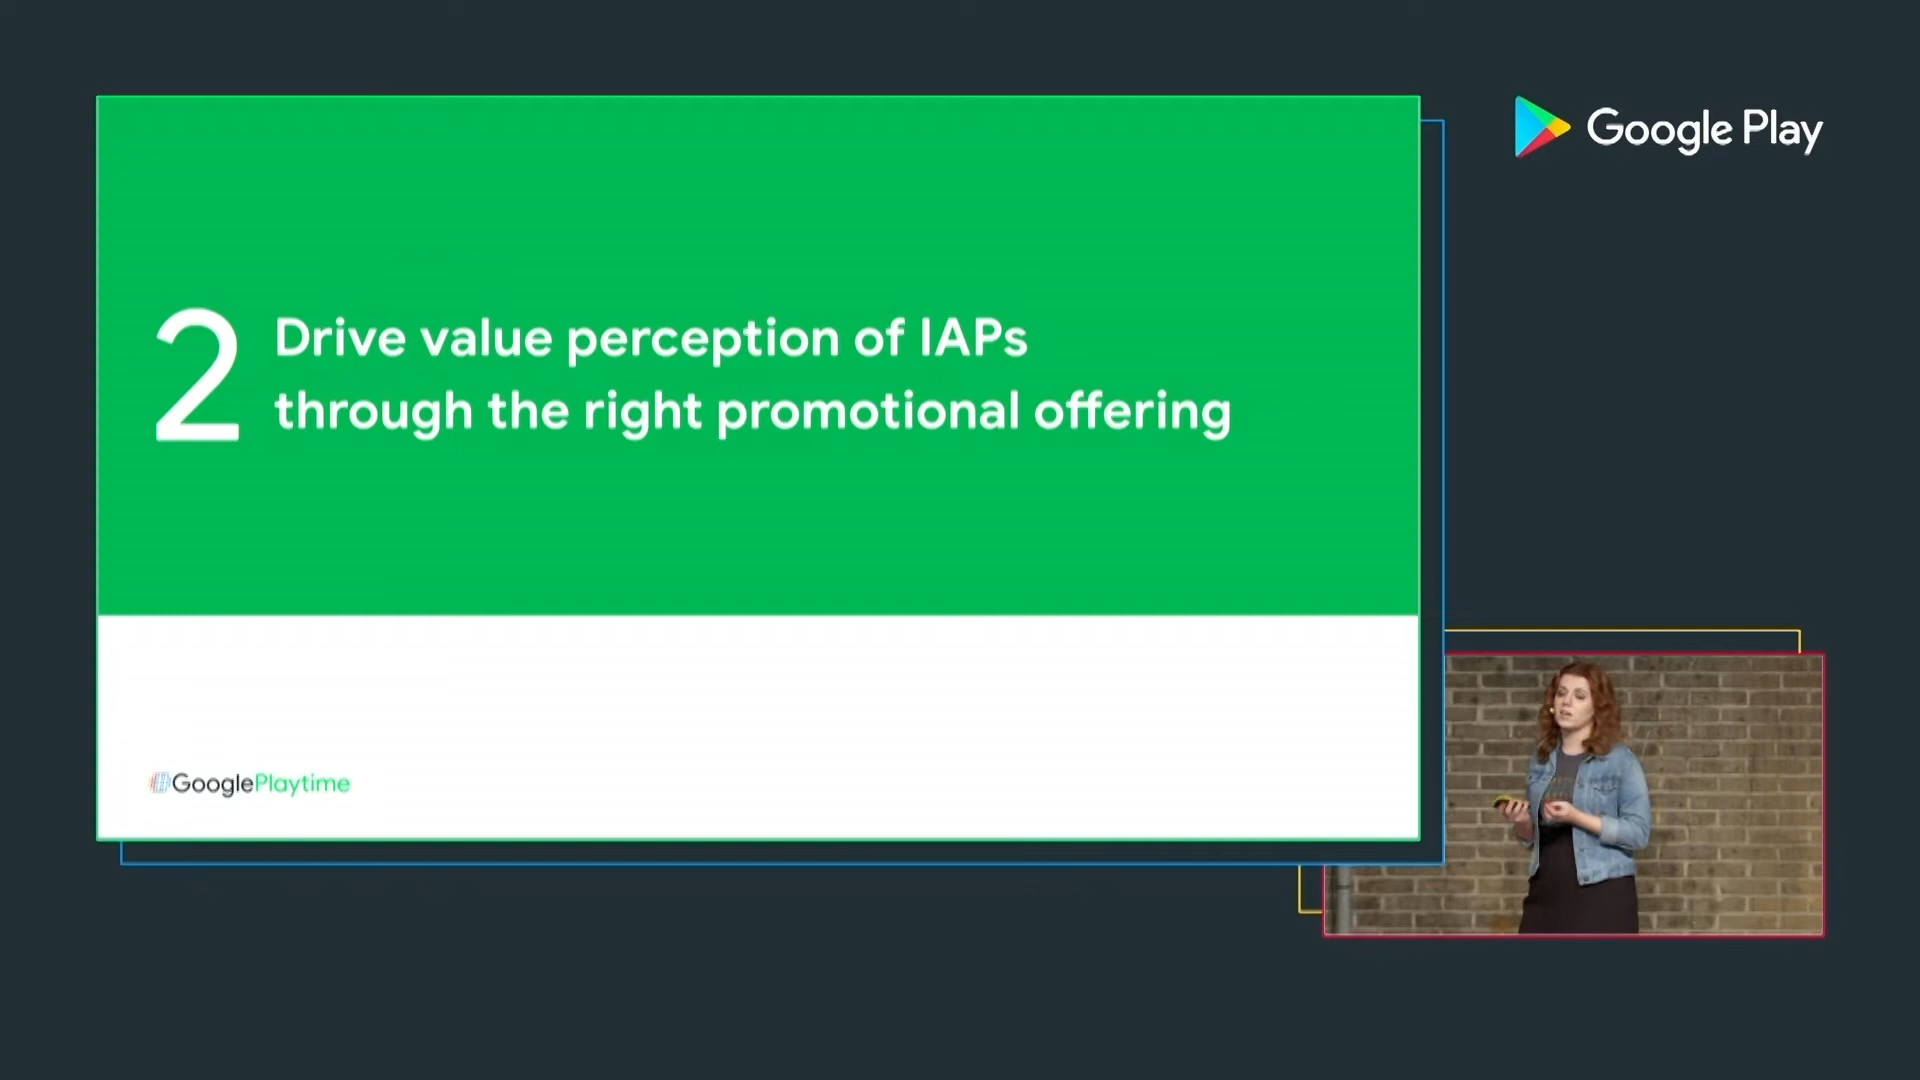 Google Play
2
Drive value perception of IAPs
through the right promotional offering
GooglePlaytime